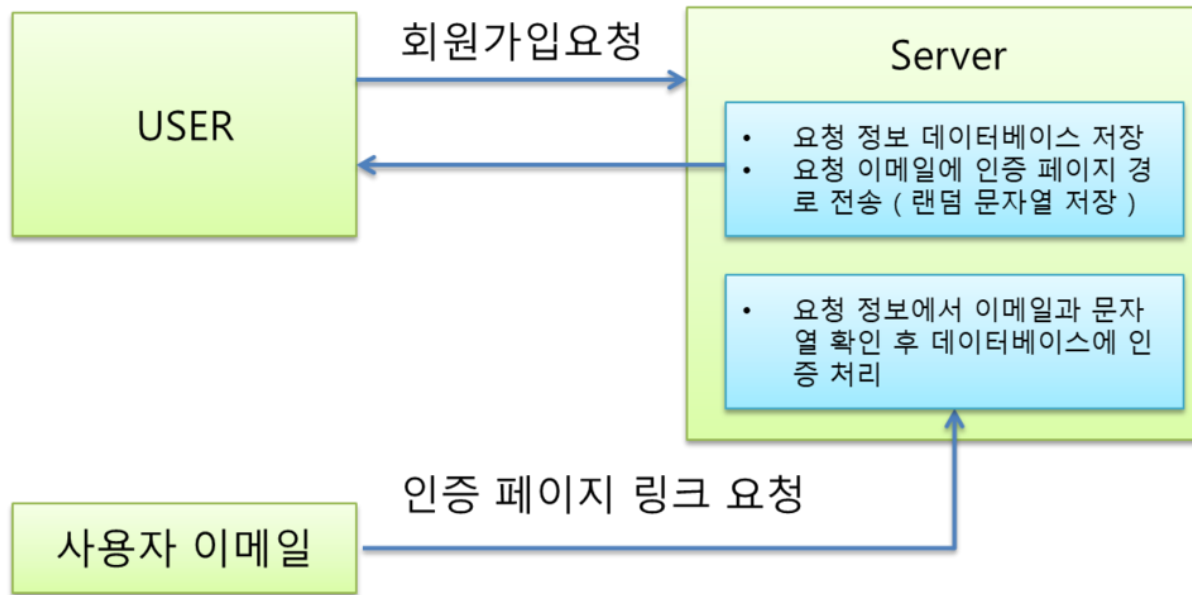 회원가입요청
Server
USER
• 요청 정보 데이터베이스 저장
• 요청 이메일에 인증 페이지 경
로 전송 ( 랜덤 문자열 저장 )
• 요청 정보에서 이메일과 문자
열 확인 후 데이터베이스에 인
증 처리
인증 페이지 링크 요청
사용자 이메일